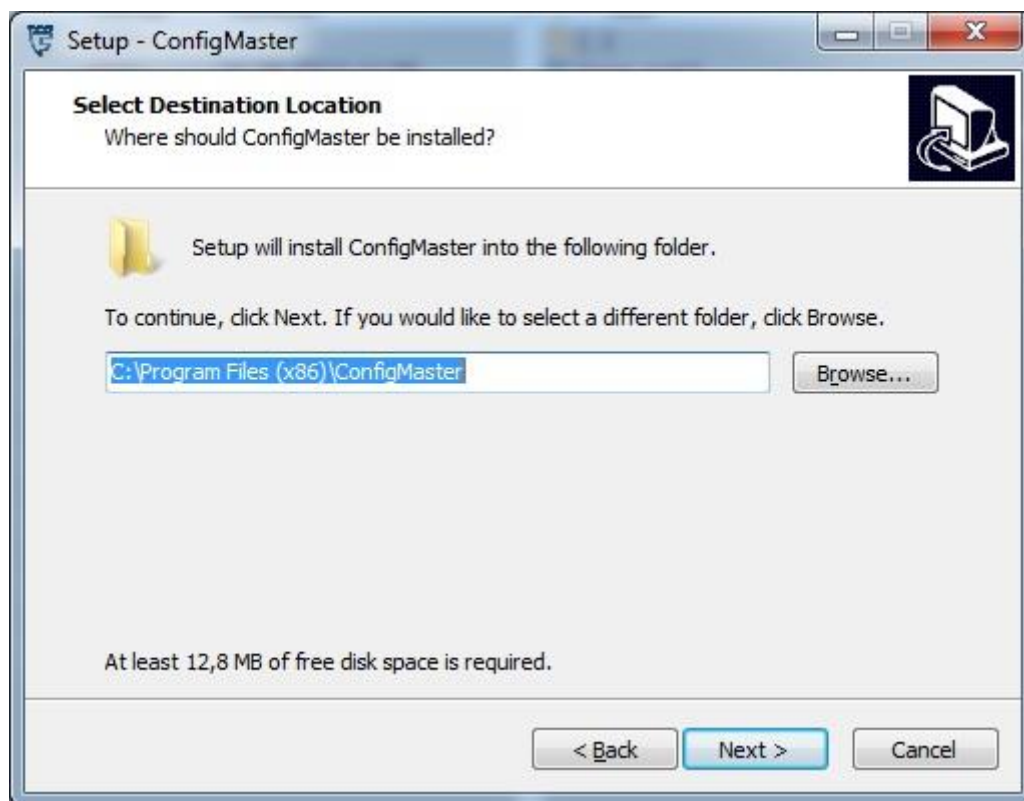 Setup - ConfigMaster
Select Destination Location
Where should ConfigMaster be installed?
Setup will install ConfigMaster into the following folder.
To continue, click Next. If you would like to select a different folder, click Browse.
C:\Program Files (x86)\ConfigMaster
Browse...
At least 12,8 MB of free disk space is required.
< Back
Next >
Cancel